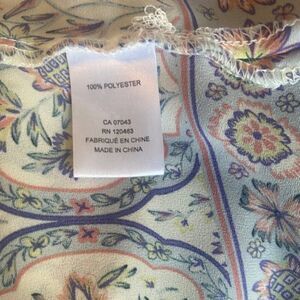 100% POLYESTER
CA 07043
RN 120463
FABRIQUÉ EN CHINE
MADE IN CHINA